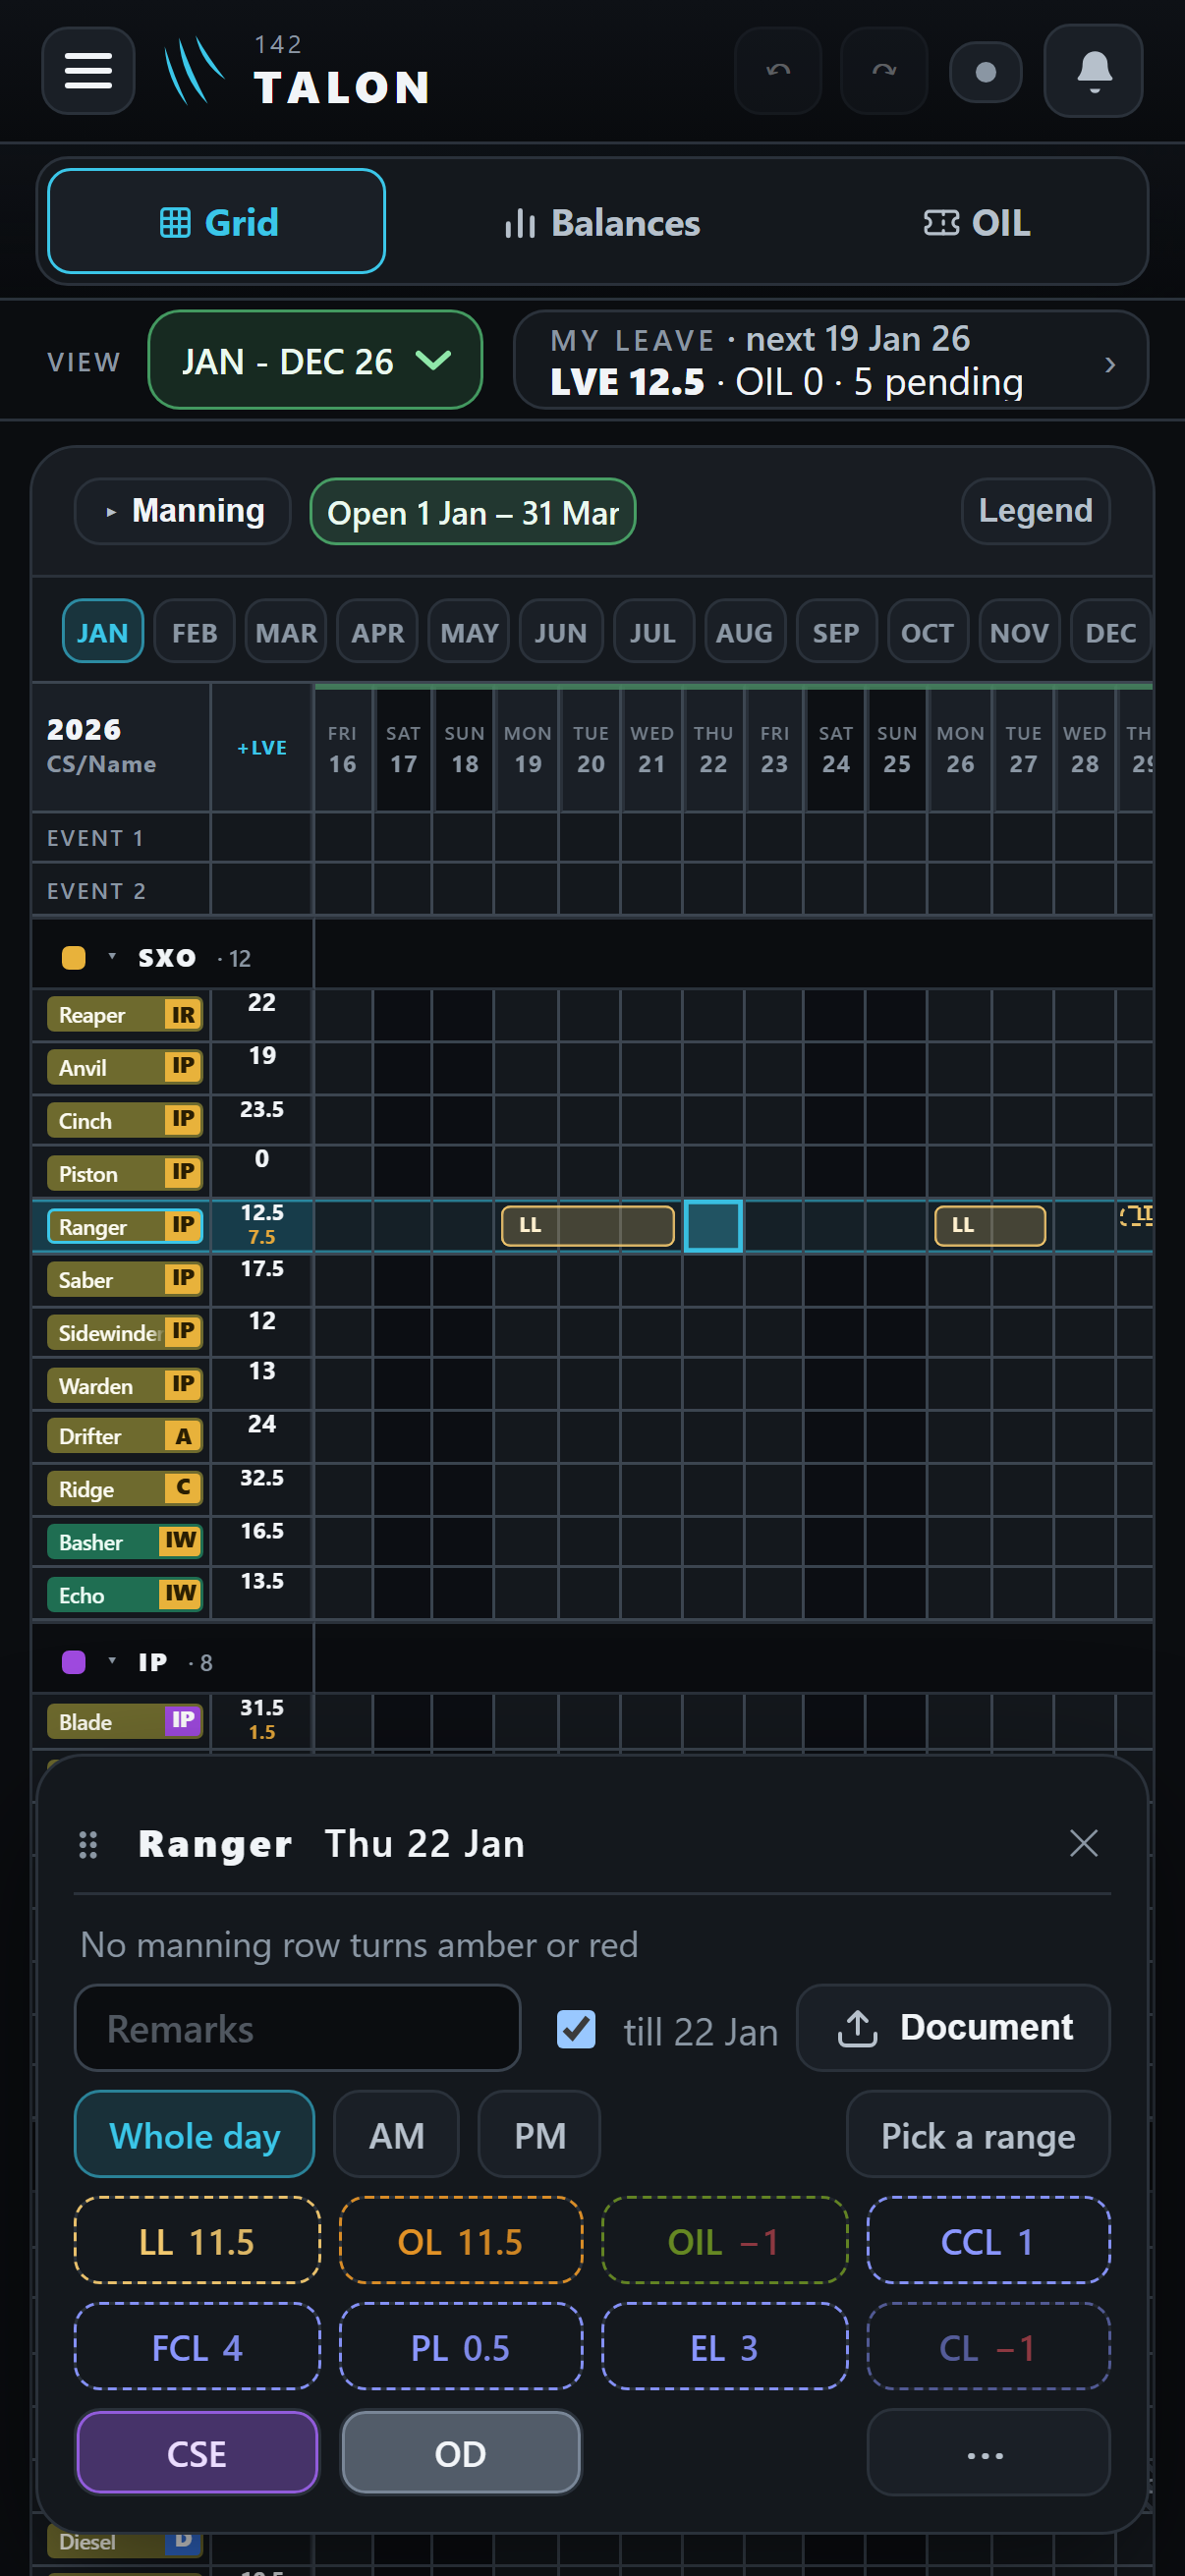 142
TALON
Grid
Balances
OIL
VIEW
JAN - DEC 26
MY LEAVE · next 19 Jan 26
LVE 12.5 · OIL 0 · 5 pending
Manning
Open 1 Jan – 31 Mar
Legend
JAN FEB MAR APR MAY JUN JUL AUG SEP OCT NOV DEC
2026
CS/Name
+LVE
FRI SAT SUN MON TUE WED THU FRI SAT SUN MON TUE WED TH
16 17 18 19 20 21 22 23 24 25 26 27 28 29
EVENT 1
EVENT 2
SXO · 12
Reaper IR 22
Anvil IP 19
Cinch IP 23.5
Piston IP 0
Ranger IP 12.5
7.5
LL
LL
Saber IP 17.5
Sidewinder IP 12
Warden IP 13
Drifter A 24
Ridge C 32.5
Basher IW 16.5
Echo IW 13.5
IP · 8
Blade IP 31.5
1.5
Ranger Thu 22 Jan
No manning row turns amber or red
Remarks
till 22 Jan
Document
Whole day
AM
PM
Pick a range
LL 11.5
OL 11.5
OIL −1
CCL 1
FCL 4
PL 0.5
EL 3
CL −1
CSE
OD
...
Diesel D